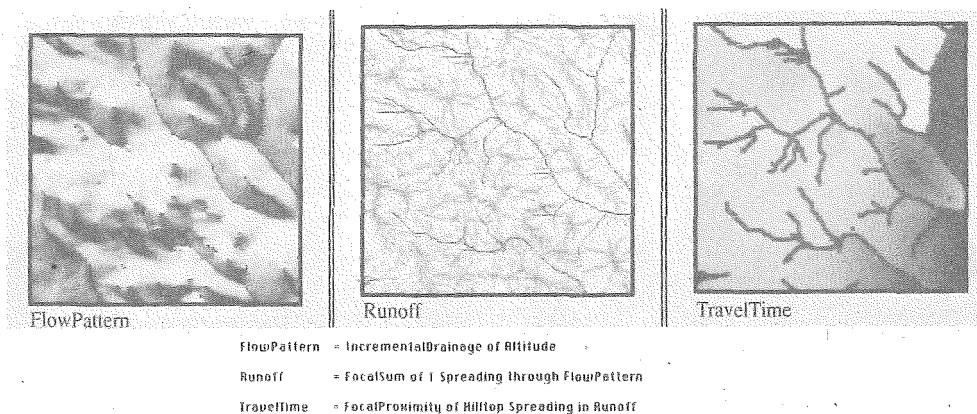 FlowPattern
Runoff
TravelTime
FlowPattern = IncrementalDrainage of Altitude
Runoff = FocalSum of 1 Spreading through FlowPattern
TravelTime = FocalProximity of Hilltop Spreading in Runoff